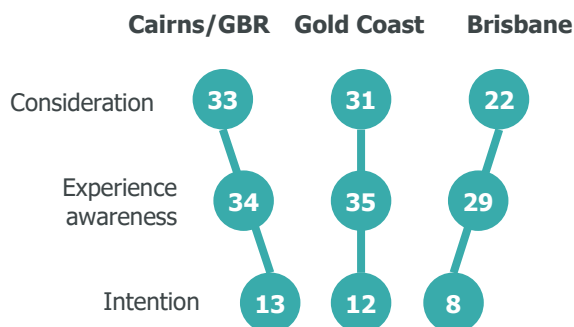 Cairns/GBR Gold Coast Brisbane
Consideration 33 31 22
Experience
awareness 34 35 29
Intention 13 12 8